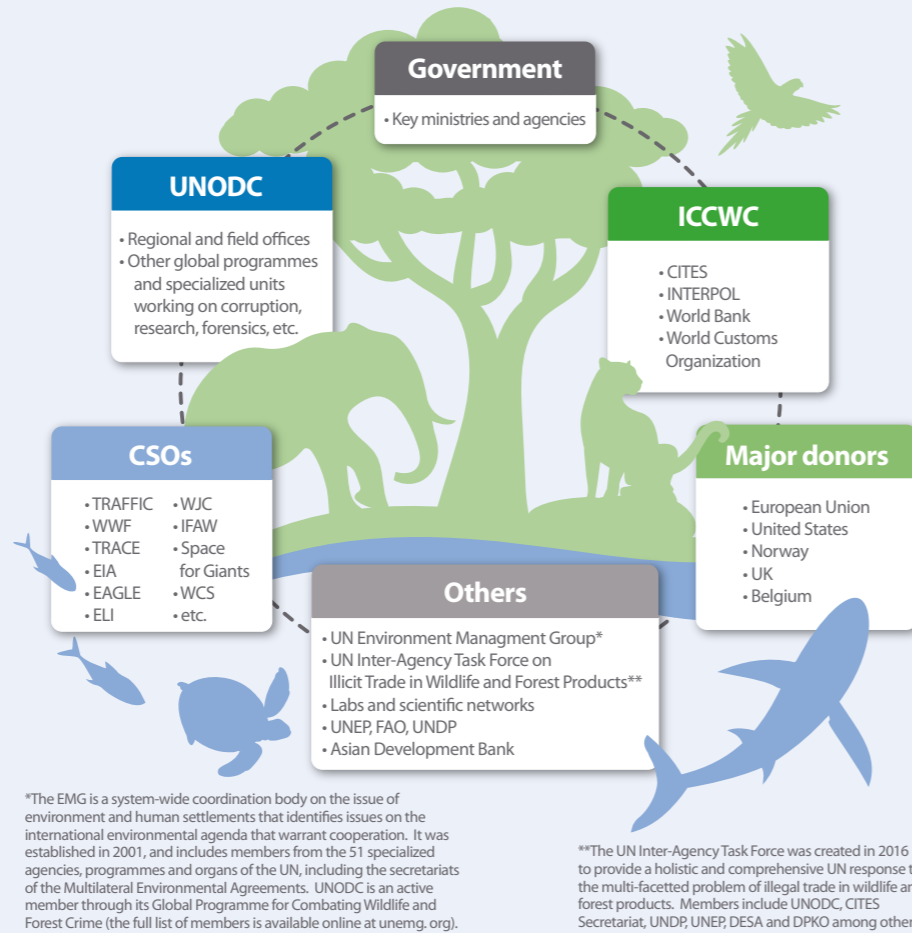 Government
• Key ministries and agencies
UNODC
• Regional and field offices
• Other global programmes
and specialized units
working on corruption,
research, forensics, etc.
ICCWC
• CITES
• INTERPOL
• World Bank
• World Customs
Organization
CSOs
• TRAFFIC
• WWF
• TRACE
• EIA
• EAGLE
• ELI
• WJC
• IFAW
• Space
for Giants
• WCS
• etc.
Major donors
• European Union
• United States
• Norway
• UK
• Belgium
Others
• UN Environment Managment Group*
• UN Inter-Agency Task Force on
Illicit Trade in Wildlife and Forest Products**
• Labs and scientific networks
• UNEP, FAO, UNDP
• Asian Development Bank
*The EMG is a system-wide coordination body on the issue of
environment and human settlements that identifies issues on the
international environmental agenda that warrant cooperation. It was
established in 2001, and includes members from the 51 specialized
agencies, programmes and organs of the UN, including the secretariats
of the Multilateral Environmental Agreements. UNODC is an active
member through its Global Programme for Combating Wildlife and
Forest Crime (the full list of members is available online at unemg. org).
**The UN Inter-Agency Task Force was created in 2016
to provide a holistic and comprehensive UN response
the multi-facetted problem of illegal trade in wildlife
forest products. Members include UNODC, CITES
Secretariat, UNDP, UNEP, DESA and DPKO among